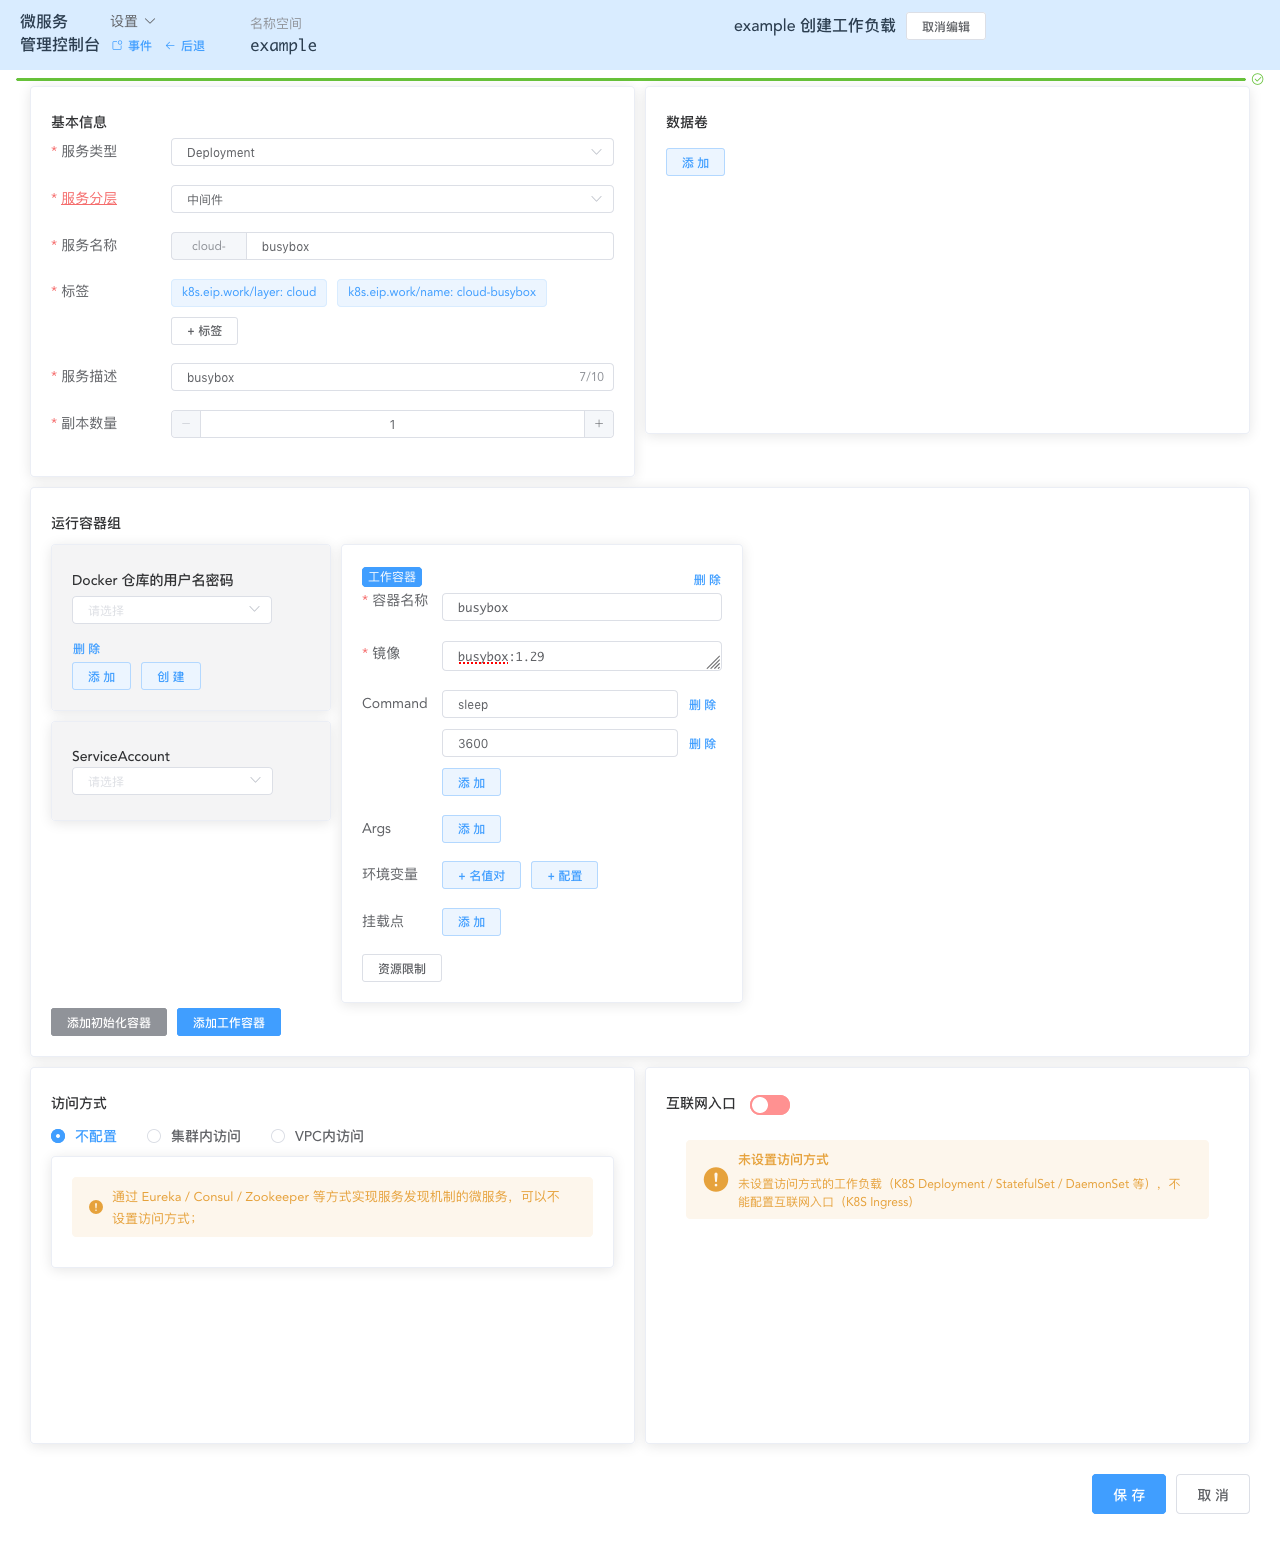 微服务
管理控制台
设置
事件 后退
名称空间
example
example 创建工作负载 取消编辑
基本信息
* 服务类型 Deployment
* 服务分层 中间件
* 服务名称 cloud- busybox
* 标签 k8s.eip.work/layer: cloud k8s.eip.work/name: cloud-busybox
+ 标签
* 服务描述 busybox 7/10
* 副本数量 1
数据卷
添 加
运行容器组
Docker 仓库的用户名密码
请选择
删 除
添 加 创 建
ServiceAccount
请选择
工作容器 删 除
* 容器名称 busybox
* 镜像 busybox:1.29
Command sleep 删 除
3600 删 除
添 加
Args 添 加
环境变量 + 名值对 + 配置
挂载点 添 加
资源限制
添加初始化容器 添加工作容器
访问方式
不配置 集群内访问 VPC内访问
通过 Eureka / Consul / Zookeeper 等方式实现服务发现机制的微服务，可以不
设置访问方式；
互联网入口
未设置访问方式
未设置访问方式的工作负载（K8S Deployment / StatefulSet / DaemonSet 等），不
能配置互联网入口（K8S Ingress）
保 存 取 消